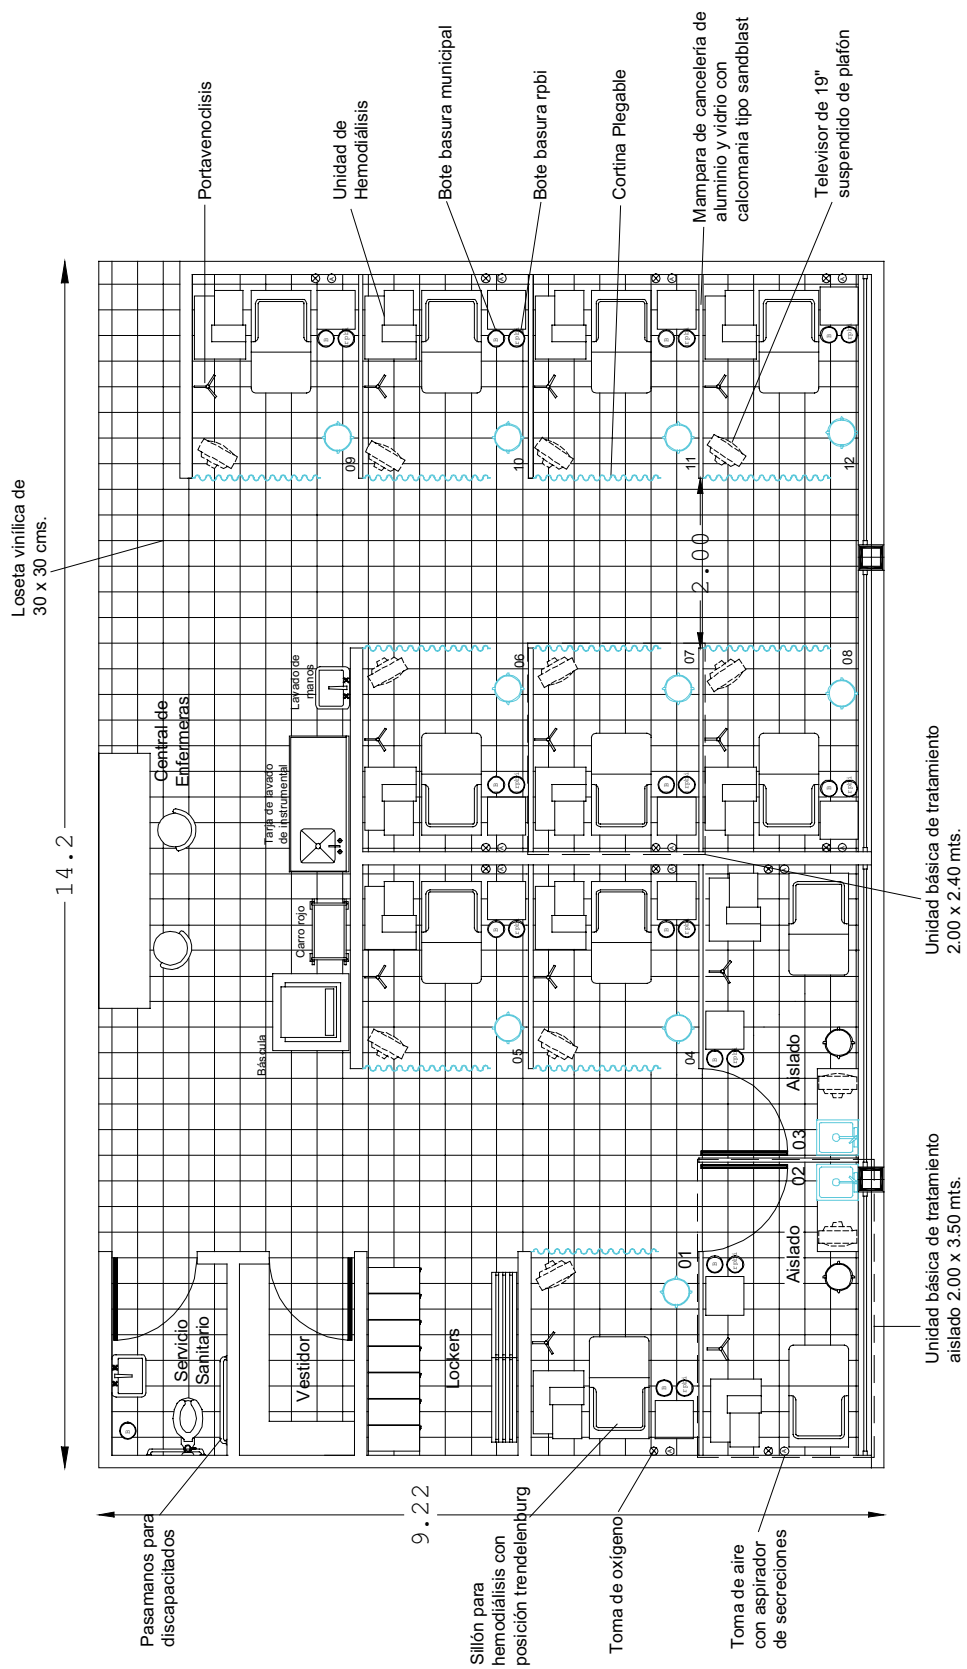 Loseta vinílica de
30 x 30 cms.
14.2
9.22
Portavenoclisis
Unidad de
Hemodiálisis
Bote basura municipal
Bote basura rpbi
Cortina Plegable
Mampara de cancelería de
aluminio y vidrio con
calcomania tipo sandblast
Televisor de 19"
suspendido de plafón
Central de
Enfermeras
Lavado de
manos
Tarja de lavado
de instrumental
Carro rojo
Báscula
Servicio
Sanitario
Vestidor
Lockers
09
10
11
12
2.00
06
07
08
05
04
Aislado
03
02
Aislado
01
Pasamanos para
discapacitados
Sillón para
hemodiálisis con
posición trendelenburg
Toma de oxígeno
Toma de aire
con aspirador
de secreciones
Unidad básica de tratamiento
aislado 2.00 x 3.50 mts.
Unidad básica de tratamiento
2.00 x 2.40 mts.